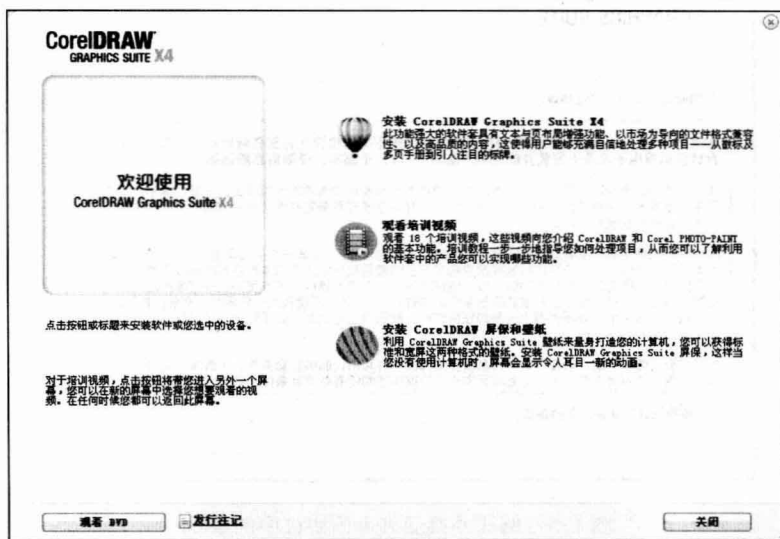 CorelDRAW
GRAPHICS SUITE X4
欢迎使用
CorelDRAW Graphics Suite X4
点击按钮或标题来安装软件或您选中的设备。
对于培训视频，点击按钮将带您进入另外一个屏
幕，您可以在新的屏幕中选择您想要观看的视
频。在任何时候您都可以返回此屏幕。
安装 CorelDRAW Graphics Suite X4
此功能强大的软件套具有文本与页布局增强功能、以市场为导向的文件格式兼容
性、以及高品质的内容，这使得用户能够充满自信地处理多种项目——从徽标及
多页手册到引人注目的标牌。
观看培训视频
观看 18 个培训视频，这些视频向您介绍 CorelDRAW 和 Corel PHOTO-PAINT
的基本功能。培训教程一步一步地指导您如何处理项目，从而您可以了解利用
软件套中的产品您可以实现哪些功能。
安装 CorelDRAW 屏保和壁纸
利用 CorelDRAW Graphics Suite 壁纸来量身打造您的计算机，您可以获得标
准和宽屏这两种格式的壁纸。安装 CorelDRAW Graphics Suite 屏保，这样当
您没有使用计算机时，屏幕会显示令人耳目一新的动画。
观看 DVD
发行注记
关闭